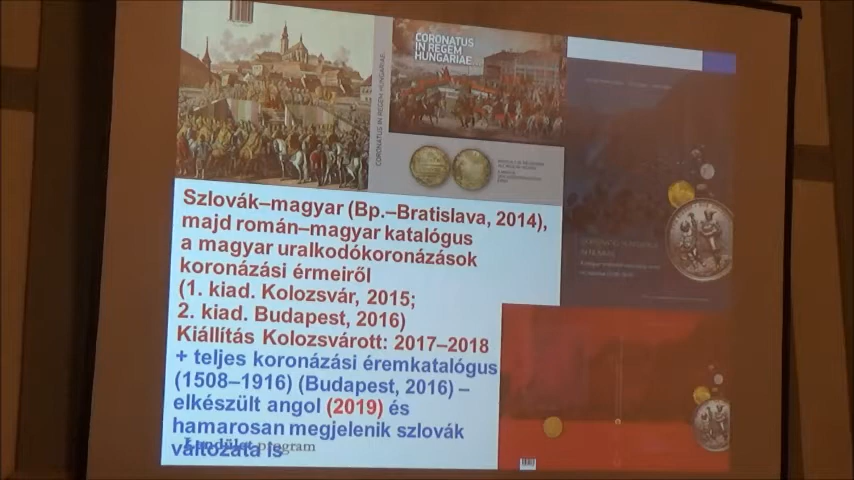 CORONATUS
IN REGEM
HUNGARIAE
CORONATUS IN REGEM HUNGARIAE
Szlovák–magyar (Bp.–Bratislava, 2014),
majd román–magyar katalógus
a magyar uralkodókoronázások
koronázási érmeiről
(1. kiad. Kolozsvár, 2015;
2. kiad. Budapest, 2016)
Kiállítás Kolozsvárott: 2017–2018
+ teljes koronázási éremkatalógus
(1508–1916) (Budapest, 2016) –
elkészült angol (2019) és
hamarosan megjelenik szlovák
változata is
Lendület program